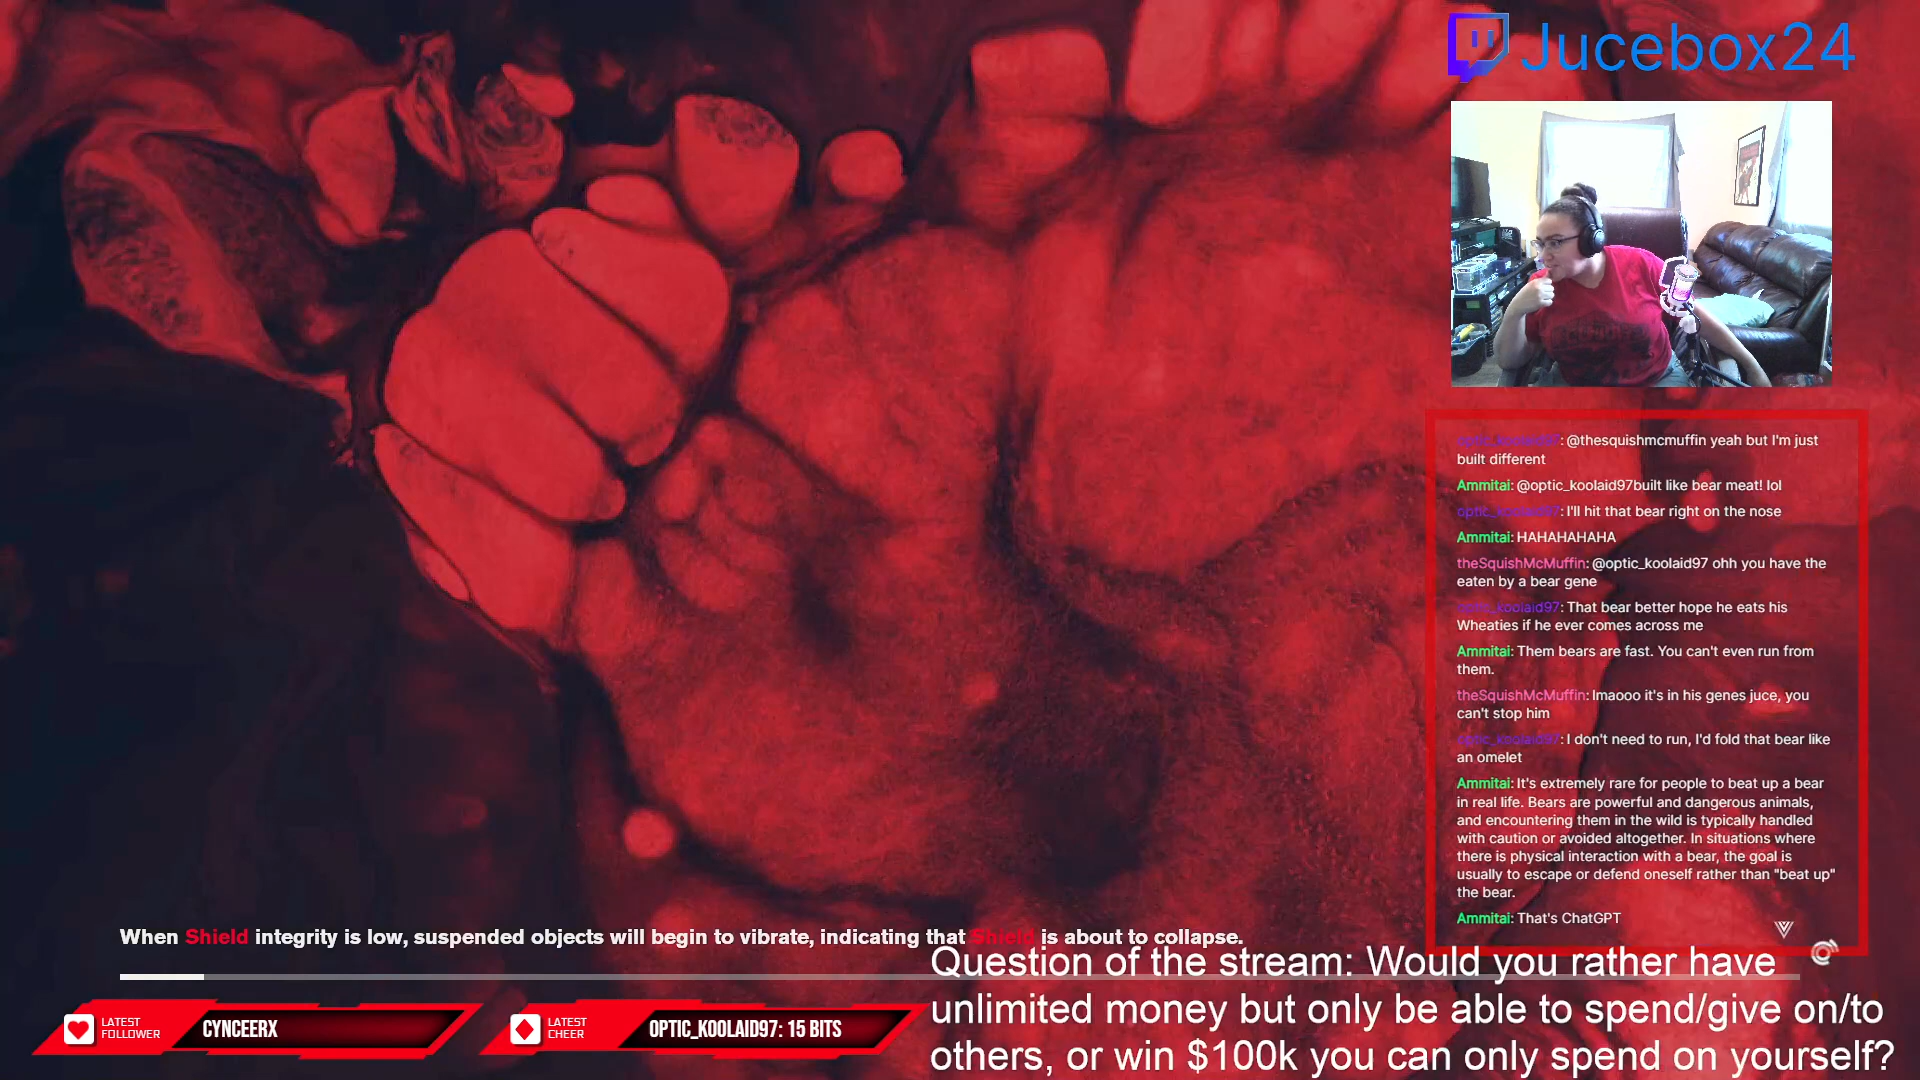 Jucebox24
optic_koolaid97: @thesquishmcmuffin yeah but I'm just
built different
Ammitai: @optic_koolaid97built like bear meat! lol
optic_koolaid97: I'll hit that bear right on the nose
Ammitai: HAHAHAHAHA
theSquishMcMuffin: @optic_koolaid97 ohh you have the
eaten by a bear gene
optic_koolaid97: That bear better hope he eats his
Wheaties if he ever comes across me
Ammitai: Them bears are fast. You can't even run from
them.
theSquishMcMuffin: lmaooo it's in his genes juce, you
can't stop him
optic_koolaid97: I don't need to run, I'd fold that bear like
an omelet
Ammitai: It's extremely rare for people to beat up a bear
in real life. Bears are powerful and dangerous animals,
and encountering them in the wild is typically handled
with caution or avoided altogether. In situations where
there is physical interaction with a bear, the goal is
usually to escape or defend oneself rather than "beat up"
the bear.
Ammitai: That's ChatGPT
When Shield integrity is low, suspended objects will begin to vibrate, indicating that Shield is about to collapse.
Question of the stream: Would you rather have
unlimited money but only be able to spend/give on/to
others, or win $100k you can only spend on yourself?
LATEST
FOLLOWER
CYNCEERX
LATEST
CHEER
OPTIC_KOOLAID97: 15 BITS